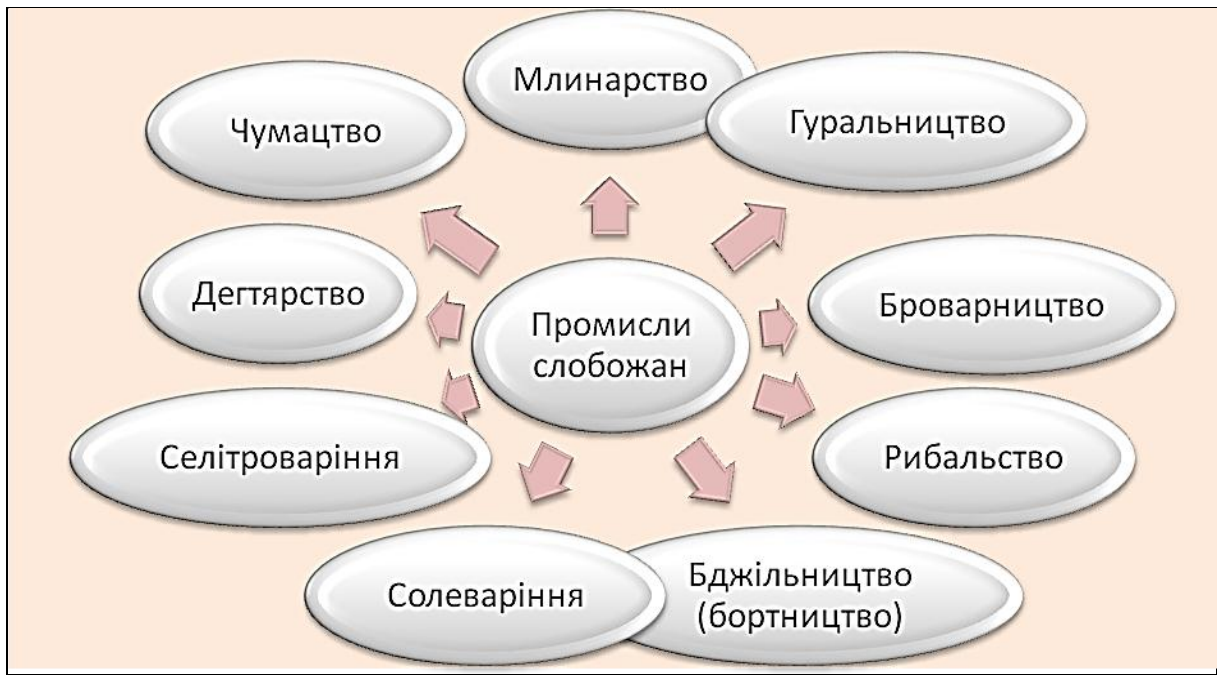 Млинарство
Гуральництво
Чумацтво
Дегтярство
Промисли
слобожан
Броварництво
Селітроваріння
Рибальство
Солеваріння
Бджільництво
(бортництво)